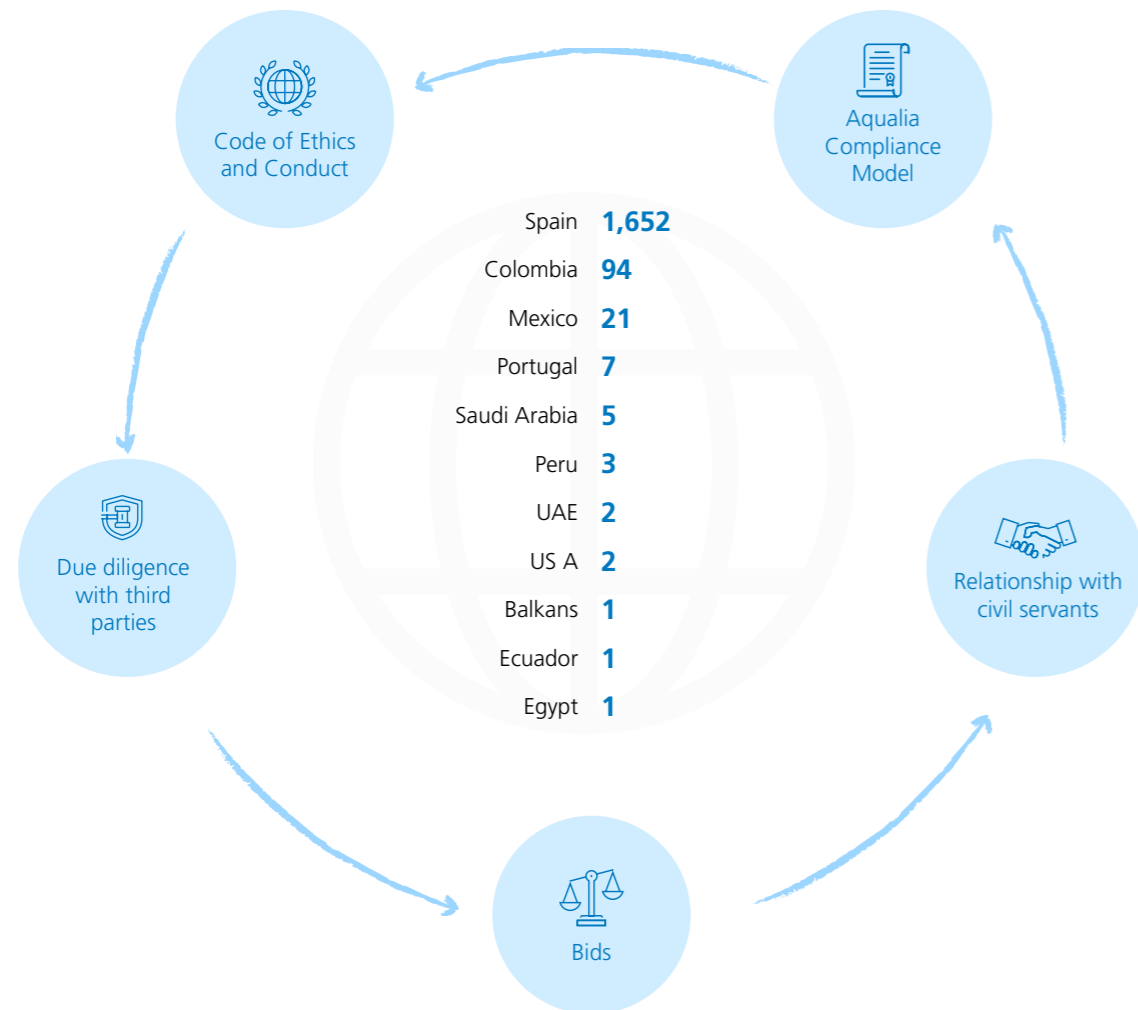 Code of Ethics
and Conduct
Aqualia
Compliance
Model
Spain 1,652
Colombia 94
Mexico 21
Portugal 7
Saudi Arabia 5
Peru 3
UAE 2
US A 2
Balkans 1
Ecuador 1
Egypt 1
Due diligence
with third
parties
Relationship with
civil servants
Bids